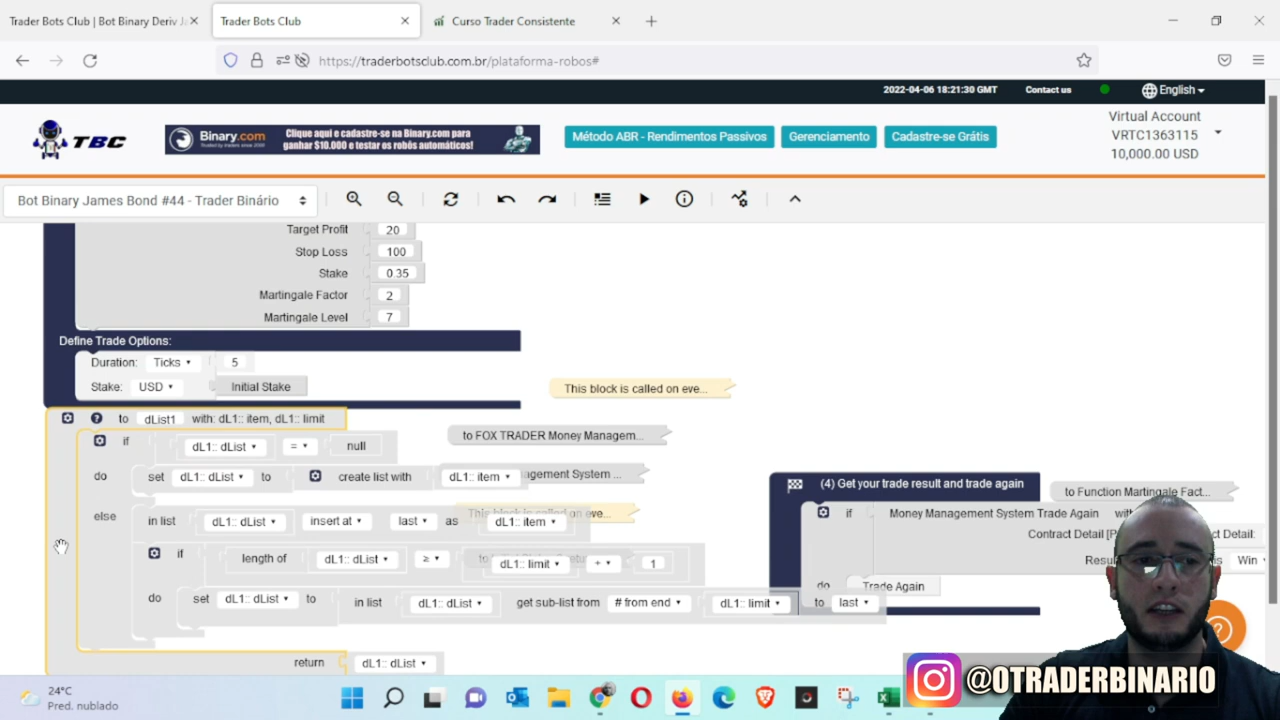 Trader Bots Club | Bot Binary Deriv
Trader Bots Club
Curso Trader Consistente
https://traderbotsclub.com.br/plataforma-robos#
2022-04-06 18:21:30 GMT
Contact us
English
TBC
Binary.com
Clique aqui e cadastre-se na Binary.com para
ganhar $10.000 e testar os robôs automáticos!
Método ABR - Rendimentos Passivos
Gerenciamento
Cadastre-se Grátis
Virtual Account
VRTC1363115
10,000.00 USD
Bot Binary James Bond #44 - Trader Binário
Target Profit 20
Stop Loss 100
Stake 0.35
Martingale Factor 2
Martingale Level 7
Define Trade Options:
Duration: Ticks 5
Stake: USD Initial Stake
This block is called on eve...
to dList1 with: dL1:: item, dL1:: limit
to FOX TRADER Money Managem...
if dL1:: dList = null
do set dL1:: dList to create list with dL1:: item
agement System ...
(4) Get your trade result and trade again
to Function Martingale Fact...
else in list dL1:: dList insert at last as dL1:: item
This block is called on eve...
if Money Management System Trade Again
Contract Detail
ct Detail:
if length of dL1:: dList ≥ dL1:: limit + 1
Win
do Trade Again
do set dL1:: dList to in list dL1:: dList get sub-list from # from end dL1:: limit to last
return dL1:: dList
@OTRADERBINARIO
24°C
Pred. nublado